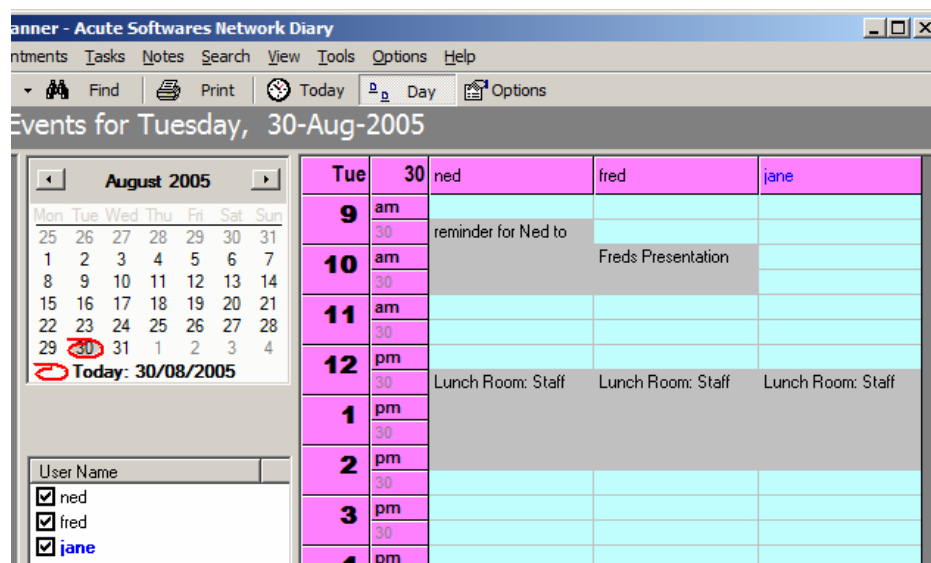 anner - Acute Softwares Network Diary
ntments Tasks Notes Search View Tools Options Help
Find Print Today D D Day Options
Events for Tuesday, 30-Aug-2005
August 2005
Mon Tue Wed Thu Fri Sat Sun
25 26 27 28 29 30 31
1 2 3 4 5 6 7
8 9 10 11 12 13 14
15 16 17 18 19 20 21
22 23 24 25 26 27 28
29 30 31 1 2 3 4
Today: 30/08/2005
User Name
ned
fred
jane
Tue 30 ned fred jane
9 am
30 reminder for Ned to
10 am Freds Presentation
30
11 am
30
12 pm
30 Lunch Room: Staff Lunch Room: Staff Lunch Room: Staff
1 pm
30
2 pm
30
3 pm
30
4 pm